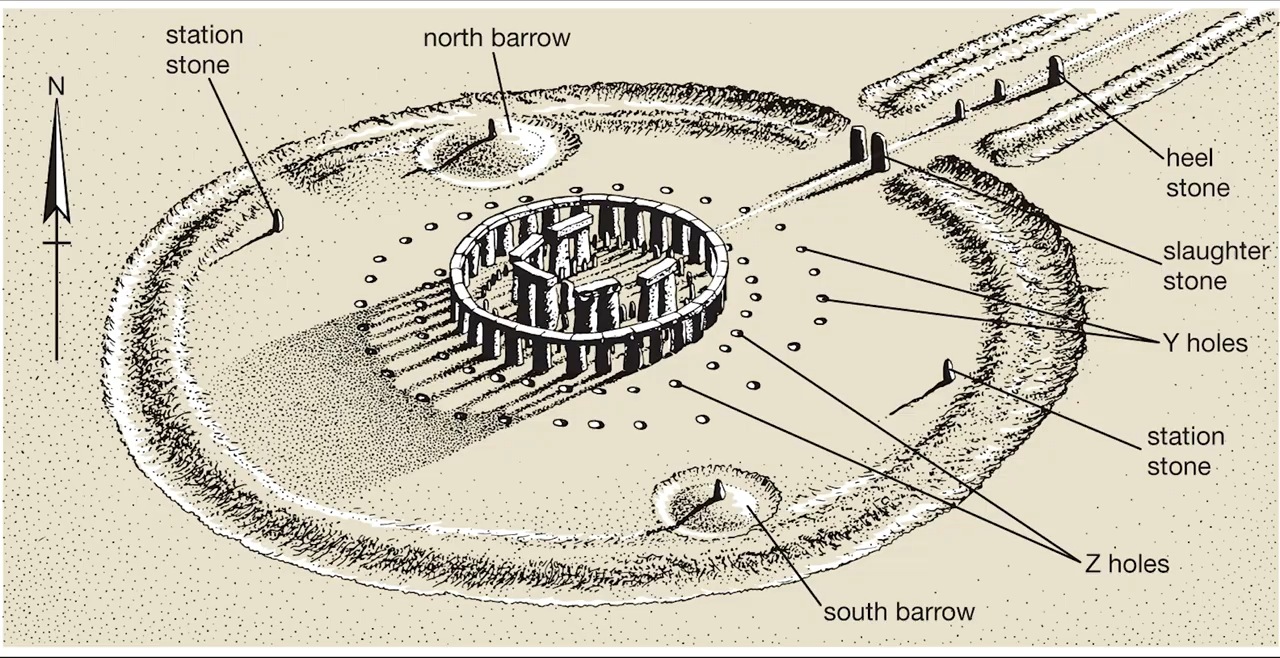 station
stone
north barrow
N
heel
stone
slaughter
stone
Y holes
station
stone
Z holes
south barrow